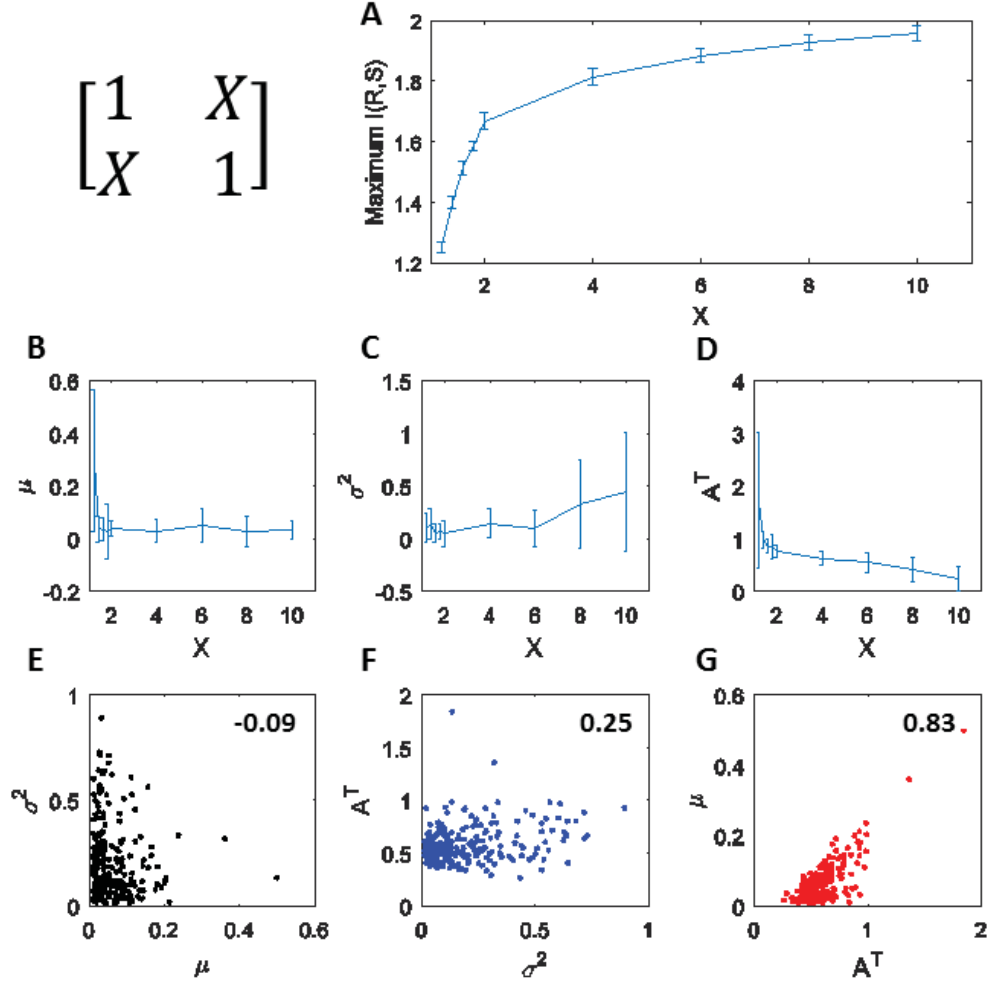 A
[1 X
X 1]
2
1.8
1.6
1.4
1.2
Maximum I(R,S)
2 4 6 8 10
X
B
0.6
0.4
0.2
0
-0.2
μ
2 4 6 8 10
X
C
1.5
1
0.5
0
-0.5
σ²
2 4 6 8 10
X
D
4
3
2
1
0
Aᵀ
2 4 6 8 10
X
E
-0.09
1
0.5
0
σ²
0 0.2 0.4 0.6
μ
F
0.25
2
1.5
1
0.5
0
Aᵀ
0 0.5 1
σ²
G
0.83
0.6
0.4
0.2
0
μ
0 1 2
Aᵀ